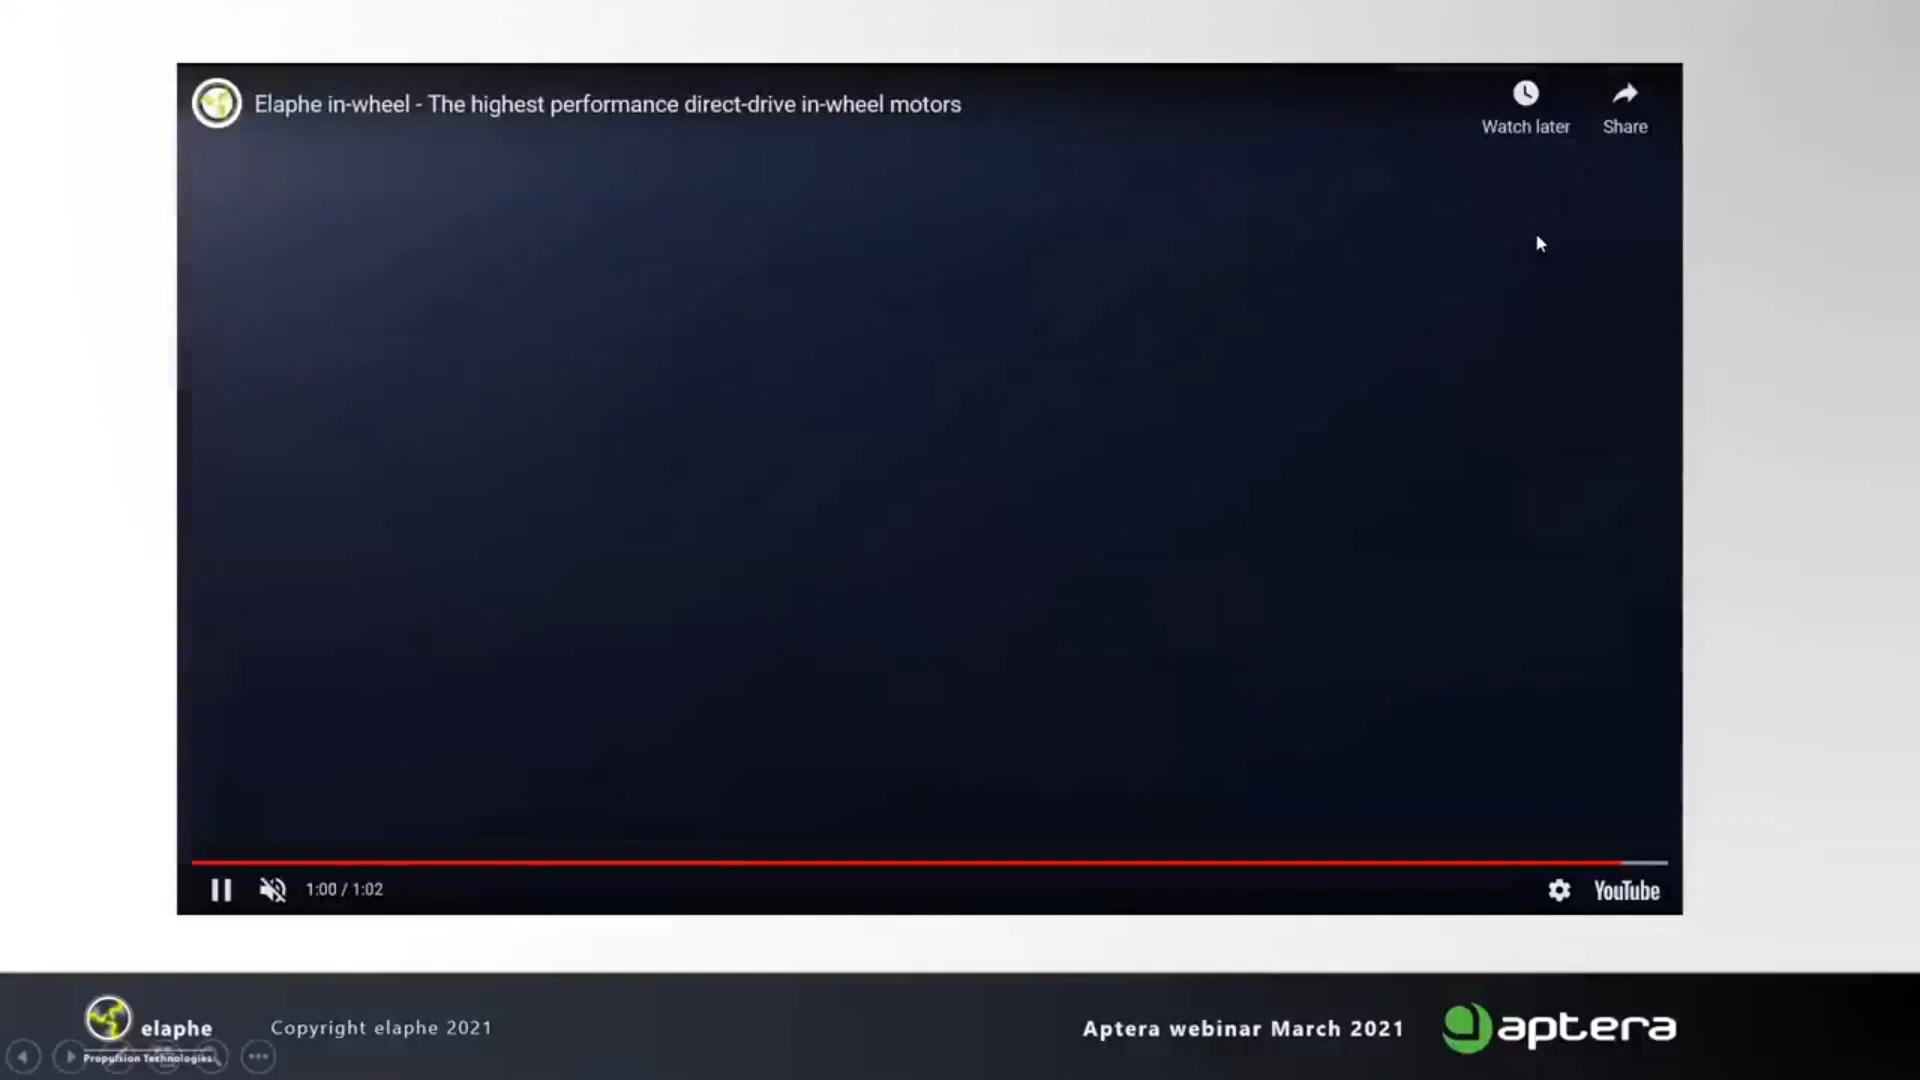 Elaphe in-wheel - The highest performance direct-drive in-wheel motors
Watch later
Share
1:00 / 1:02
YouTube
elaphe
Propulsion Technologies
Copyright elaphe 2021
Aptera webinar March 2021
aptera